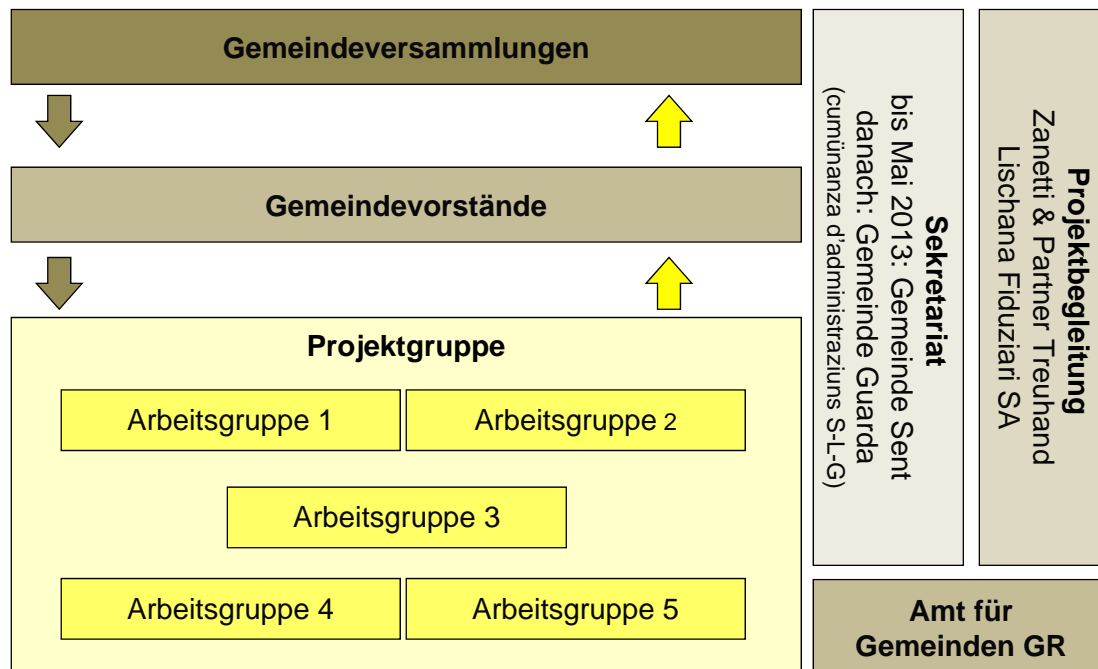 Gemeindeversammlungen
Gemeindevorstände
Projektgruppe
Arbeitsgruppe 1
Arbeitsgruppe 2
Arbeitsgruppe 3
Arbeitsgruppe 4
Arbeitsgruppe 5
Sekretariat
bis Mai 2013: Gemeinde Sent
danach: Gemeinde Guarda
(cumünanza d'administraziuns S-L-G)
Projektbegleitung
Zanetti & Partner Treuhand
Lischana Fiduziari SA
Amt für
Gemeinden GR